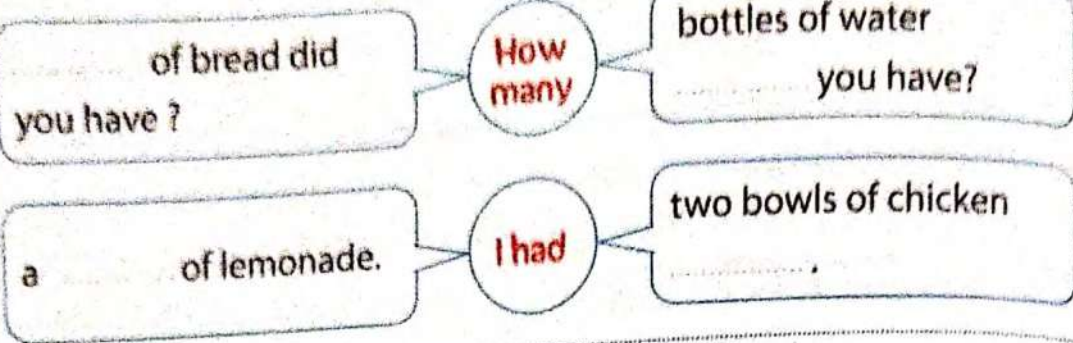 ............ of bread did
you have ?
How
many
bottles of water
............ you have?
a ............ of lemonade.
I had
two bowls of chicken
............ .